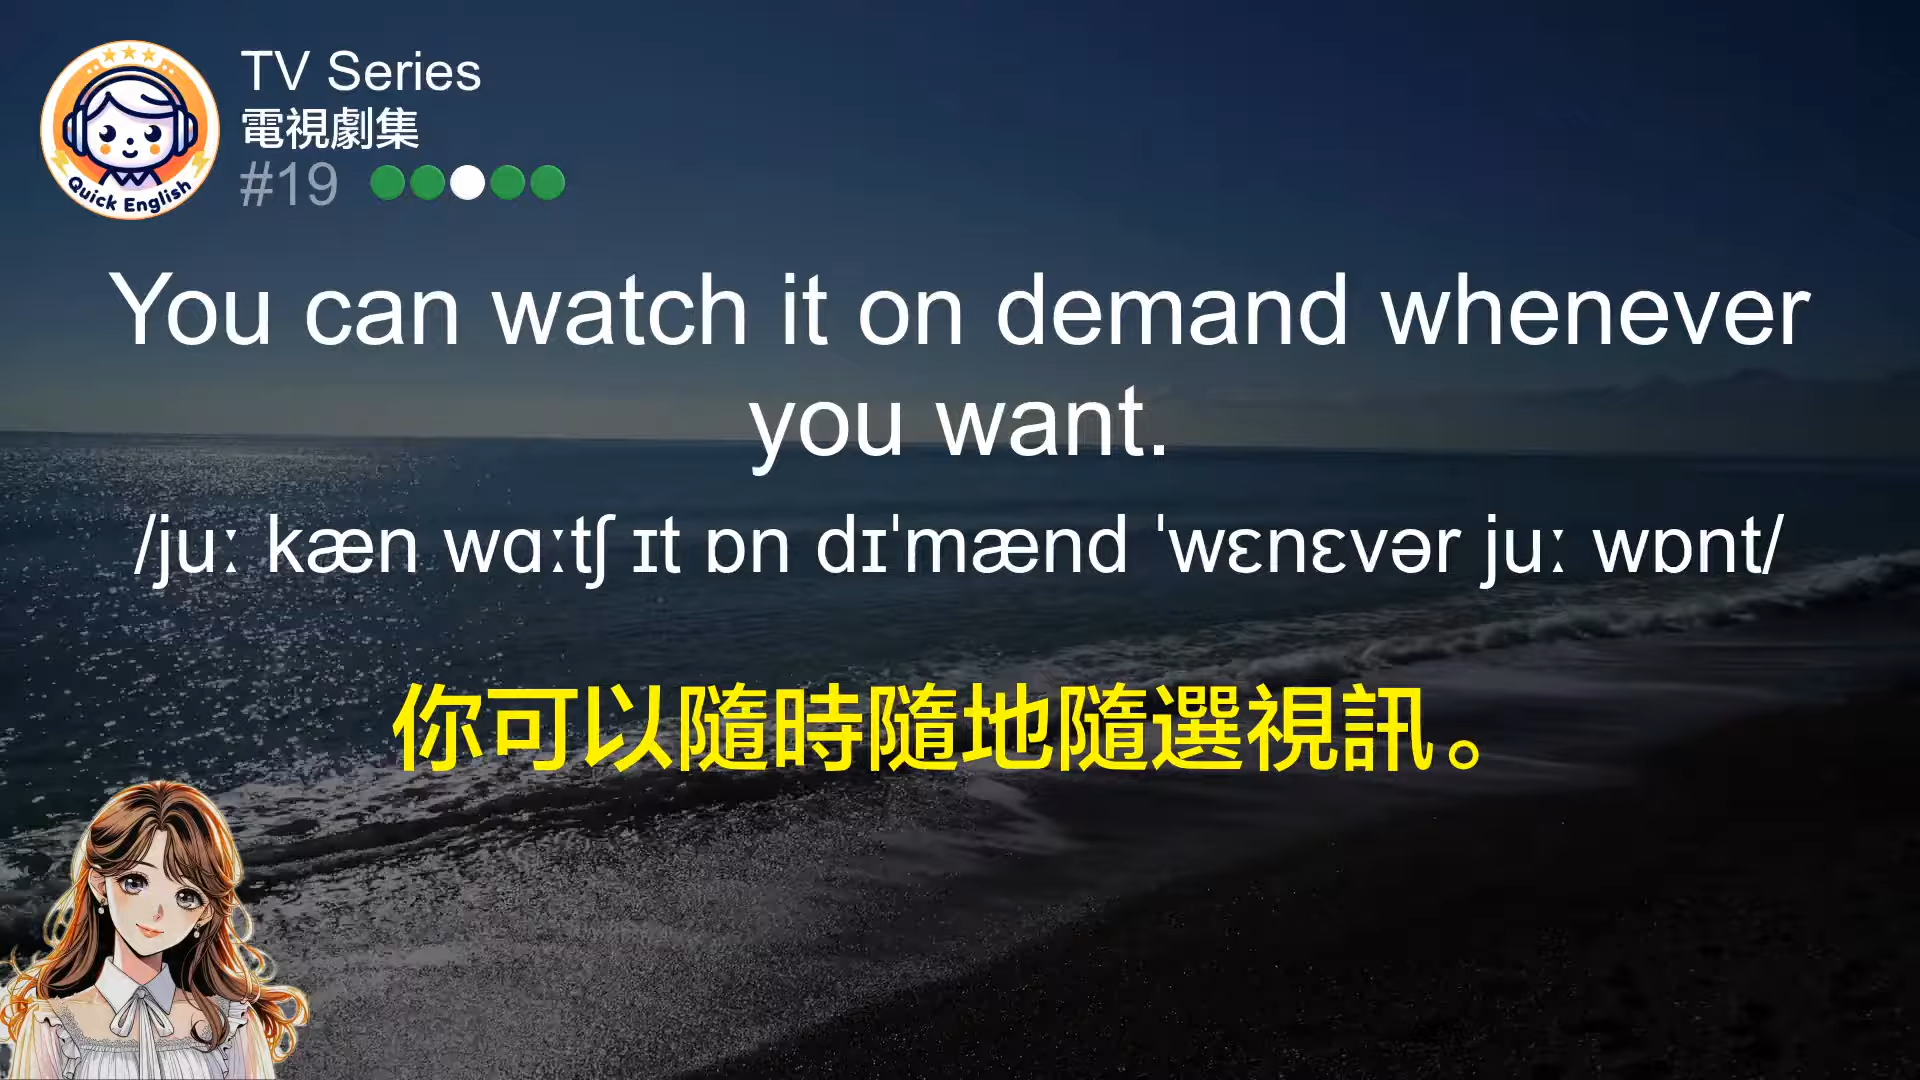 Quick English
TV Series
電視劇集
#19
You can watch it on demand whenever
you want.
/juː kæn wɑːtʃ ɪt ɒn dɪˈmænd ˈwɛnɛvər juː wɒnt/
你可以隨時隨地隨選視訊。